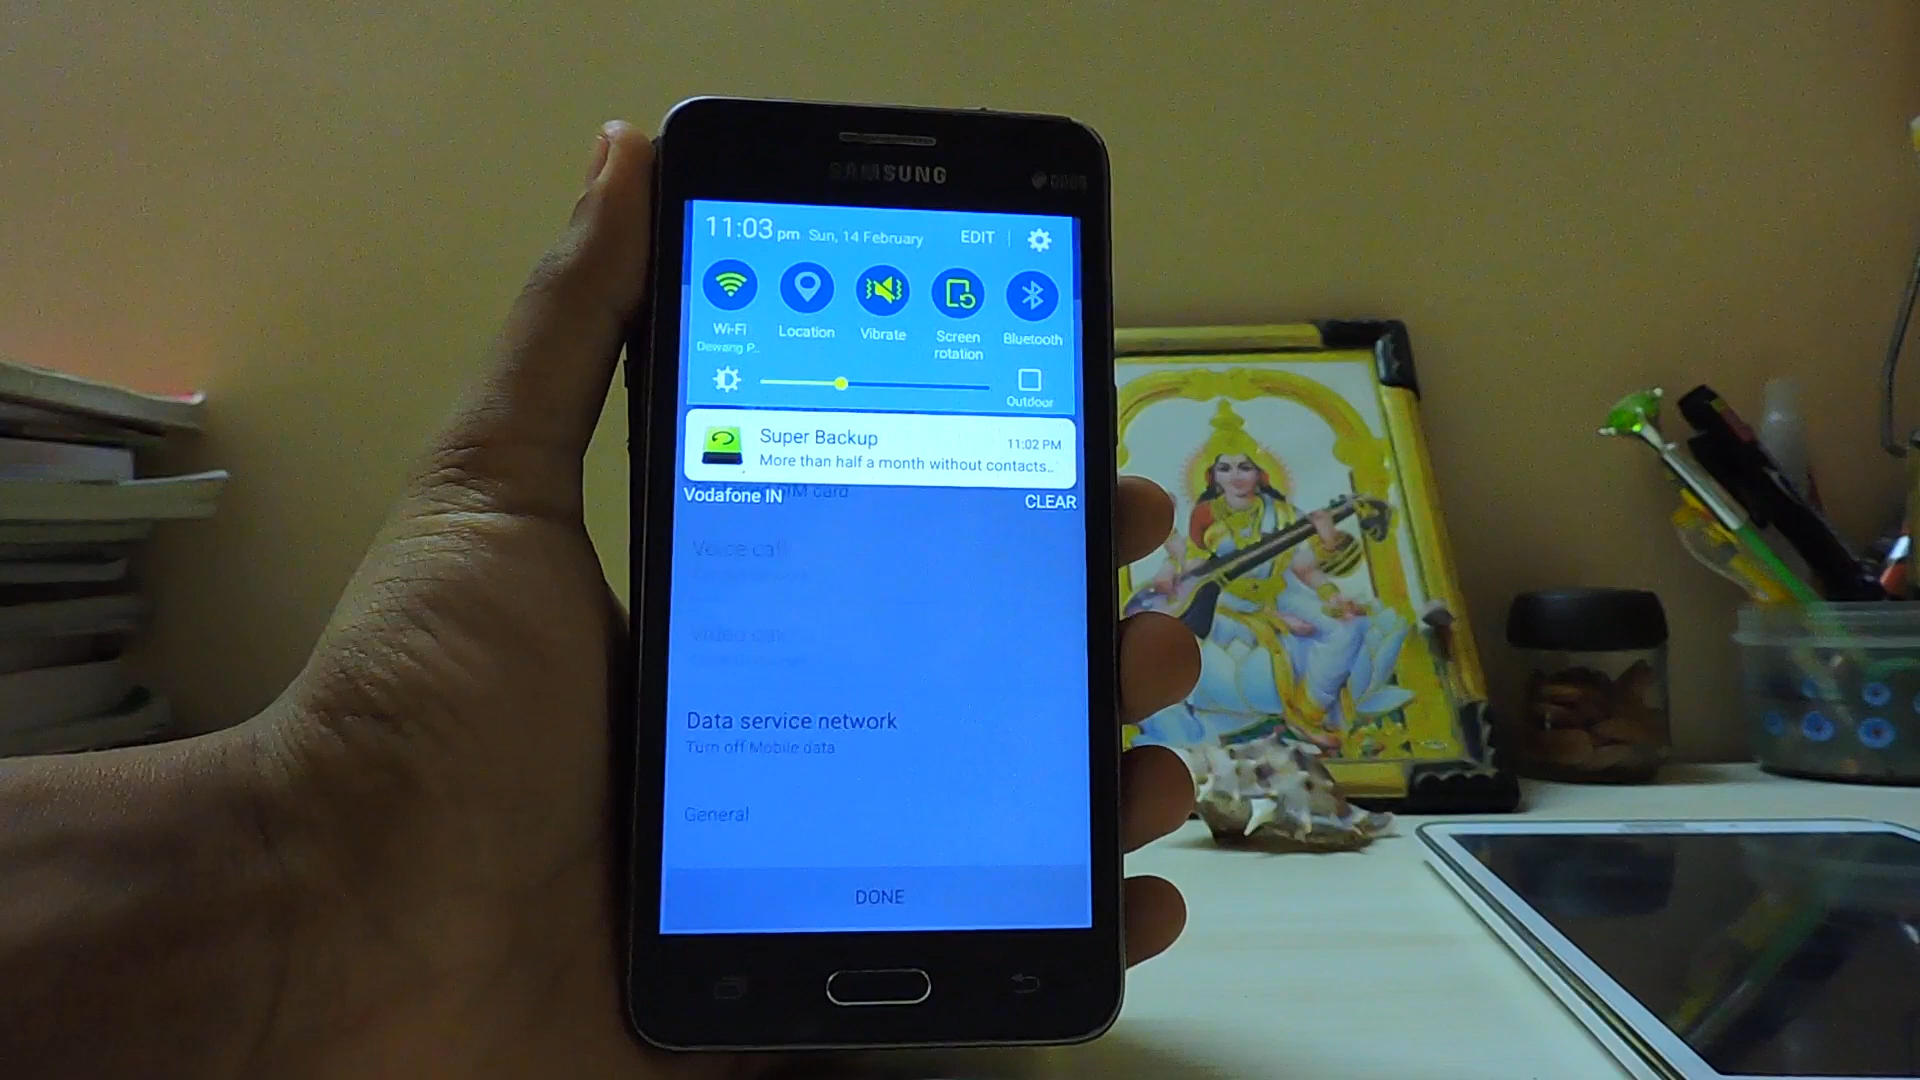 SAMSUNG
DUOS
11:03 pm Sun, 14 February EDIT
Wi-Fi Location Vibrate Screen rotation Bluetooth
Dewang P..
Outdoor
Super Backup 11:02 PM
More than half a month without contacts..
SIM card
Vodafone IN CLEAR
Voice call
Video call
Data service network
Turn off Mobile data
General
DONE